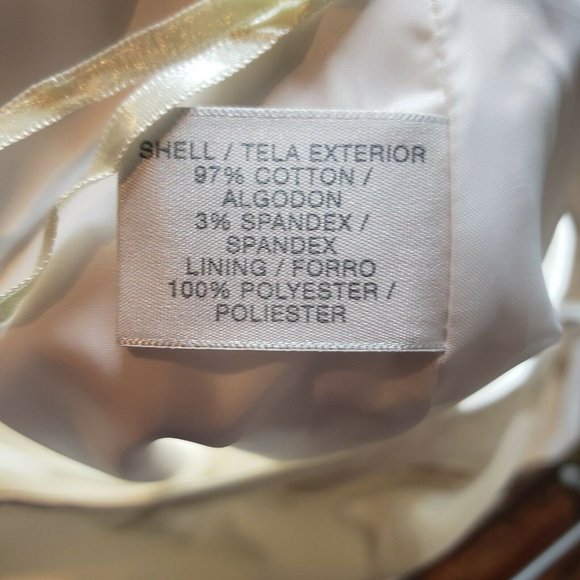 SHELL / TELA EXTERIOR
97% COTTON /
ALGODON
3% SPANDEX /
SPANDEX
LINING / FORRO
100% POLYESTER /
POLIESTER